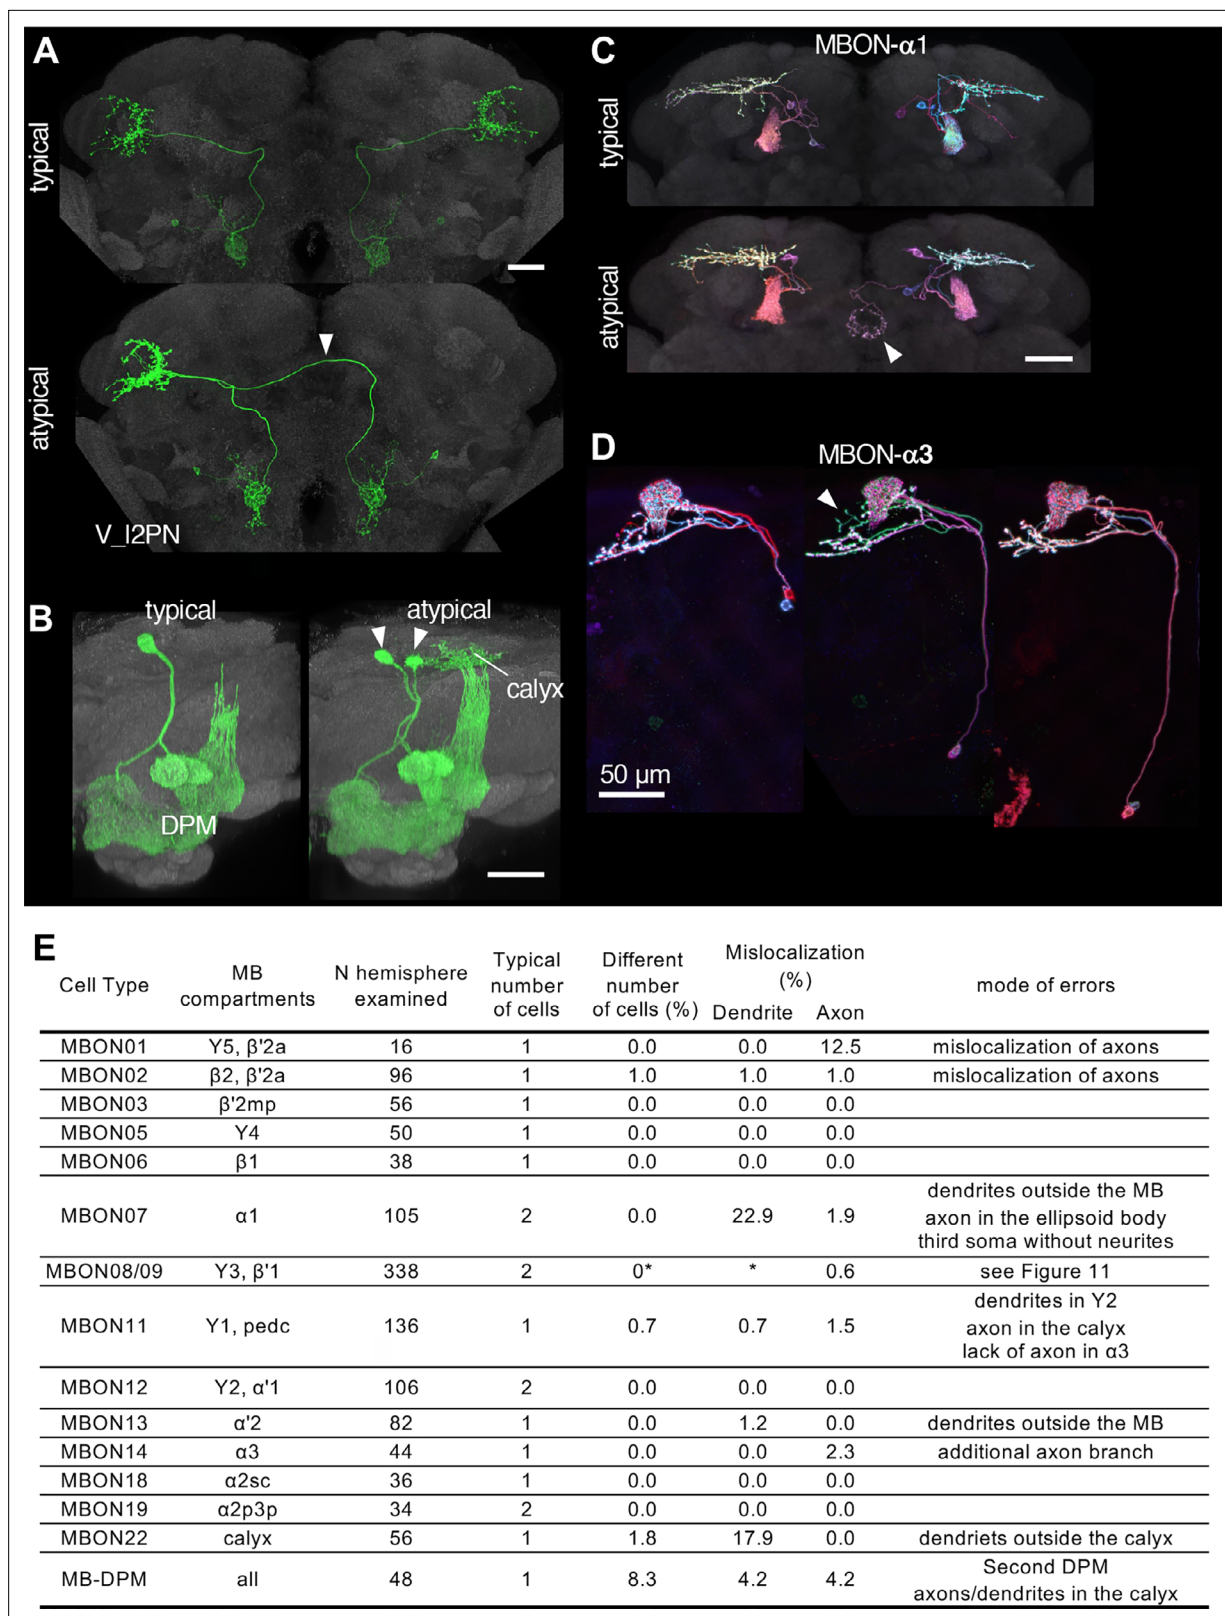 A
typical
atypical
V_l2PN
B
typical
atypical
calyx
DPM
C
MBON-α1
typical
atypical
D
MBON-α3
50 μm
E
Cell Type MB compartments N hemisphere examined Typical number of cells Different number of cells (%) Mislocalization (%) Dendrite Axon mode of errors
MBON01 Y5, β'2a 16 1 0.0 0.0 12.5 mislocalization of axons
MBON02 β2, β'2a 96 1 1.0 1.0 1.0 mislocalization of axons
MBON03 β'2mp 56 1 0.0 0.0 0.0
MBON05 Y4 50 1 0.0 0.0 0.0
MBON06 β1 38 1 0.0 0.0 0.0
MBON07 α1 105 2 0.0 22.9 1.9 dendrites outside the MB
axon in the ellipsoid body
third soma without neurites
MBON08/09 Y3, β'1 338 2 0* * 0.6 see Figure 11
MBON11 Y1, pedc 136 1 0.7 0.7 1.5 dendrites in Y2
axon in the calyx
lack of axon in α3
MBON12 Y2, α'1 106 2 0.0 0.0 0.0
MBON13 α'2 82 1 0.0 1.2 0.0 dendrites outside the MB
MBON14 α3 44 1 0.0 0.0 2.3 additional axon branch
MBON18 α2sc 36 1 0.0 0.0 0.0
MBON19 α2p3p 34 2 0.0 0.0 0.0
MBON22 calyx 56 1 1.8 17.9 0.0 dendriets outside the calyx
MB-DPM all 48 1 8.3 4.2 4.2 Second DPM
axons/dendrites in the calyx